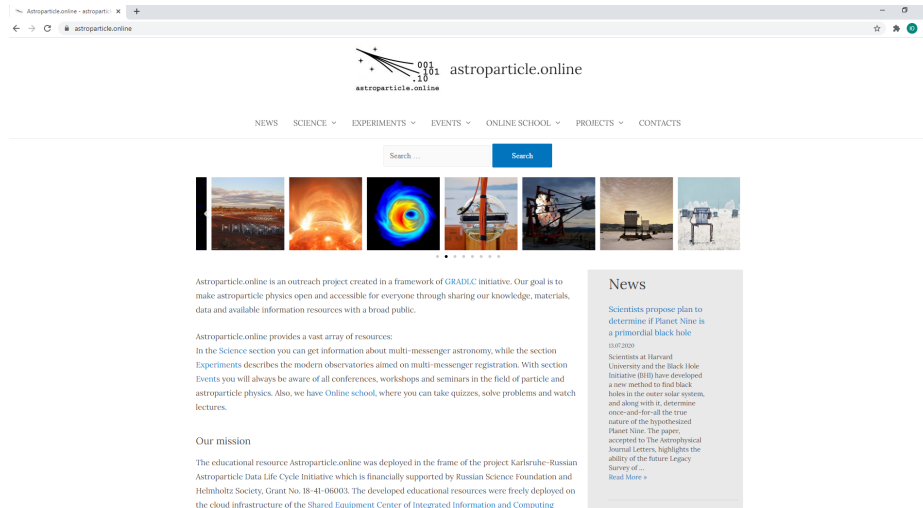 Astroparticle.online - astropartic
astroparticle.online
001
101
.10
astroparticle.online
astroparticle.online
NEWS SCIENCE EXPERIMENTS EVENTS ONLINE SCHOOL PROJECTS CONTACTS
Search ... Search
Astroparticle.online is an outreach project created in a framework of GRADLC initiative. Our goal is to
make astroparticle physics open and accessible for everyone through sharing our knowledge, materials,
data and available information resources with a broad public.
Astroparticle.online provides a vast array of resources:
In the Science section you can get information about multi-messenger astronomy, while the section
Experiments describes the modern observatories aimed on multi-messenger registration. With section
Events you will always be aware of all conferences, workshops and seminars in the field of particle and
astroparticle physics. Also, we have Online school, where you can take quizzes, solve problems and watch
lectures.
Our mission
The educational resource Astroparticle.online was deployed in the frame of the project Karlsruhe-Russian
Astroparticle Data Life Cycle Initiative which is financially supported by Russian Science Foundation and
Helmholtz Society, Grant No. 18-41-06003. The developed educational resources were freely deployed on
the cloud infrastructure of the Shared Equipment Center of Integrated Information and Computing
News
Scientists propose plan to
determine if Planet Nine is
a primordial black hole
13.07.2020
Scientists at Harvard
University and the Black Hole
Initiative (BHI) have developed
a new method to find black
holes in the outer solar system,
and along with it, determine
once-and-for-all the true
nature of the hypothesized
Planet Nine. The paper,
accepted to The Astrophysical
Journal Letters, highlights the
ability of the future Legacy
Survey of ...
Read More »